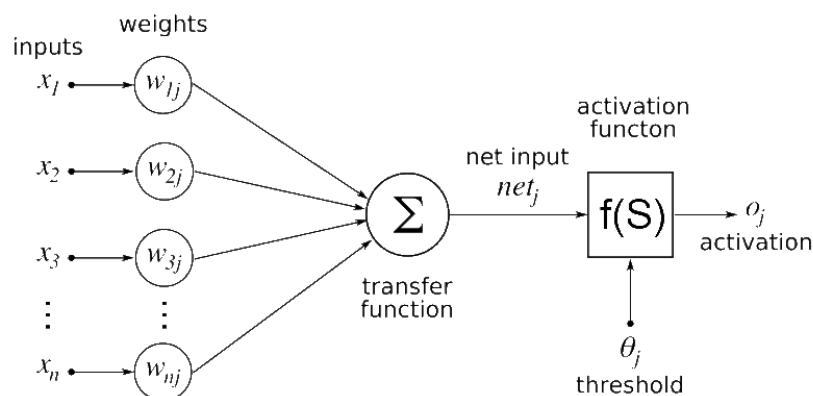 weights
inputs
x1
w1j
x2
w2j
x3
w3j
⋮ ⋮
xn
wnj
Σ
transfer
function
net input
netj
activation
functon
f(S)
oj
activation
θj
threshold